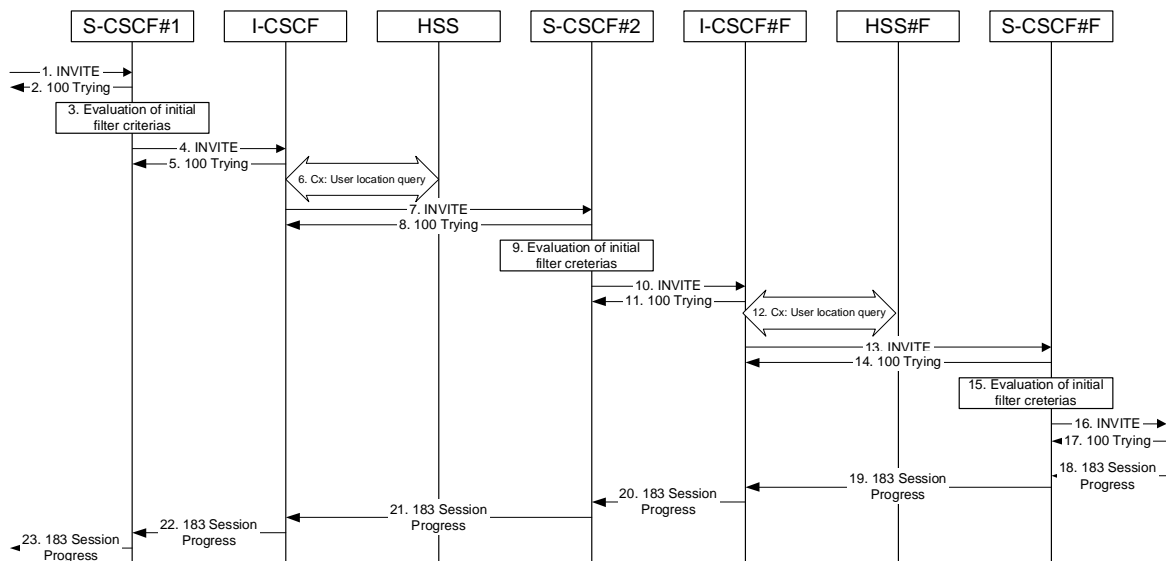 S-CSCF#1
I-CSCF
HSS
S-CSCF#2
I-CSCF#F
HSS#F
S-CSCF#F
1. INVITE
2. 100 Trying
3. Evaluation of initial
filter criterias
4. INVITE
5. 100 Trying
6. Cx: User location query
7. INVITE
8. 100 Trying
9. Evaluation of initial
filter creterias
10. INVITE
11. 100 Trying
12. Cx: User location query
13. INVITE
14. 100 Trying
15. Evaluation of initial
filter creterias
16. INVITE
17. 100 Trying
18. 183 Session
Progress
19. 183 Session
Progress
20. 183 Session
Progress
21. 183 Session
Progress
22. 183 Session
Progress
23. 183 Session
Progress